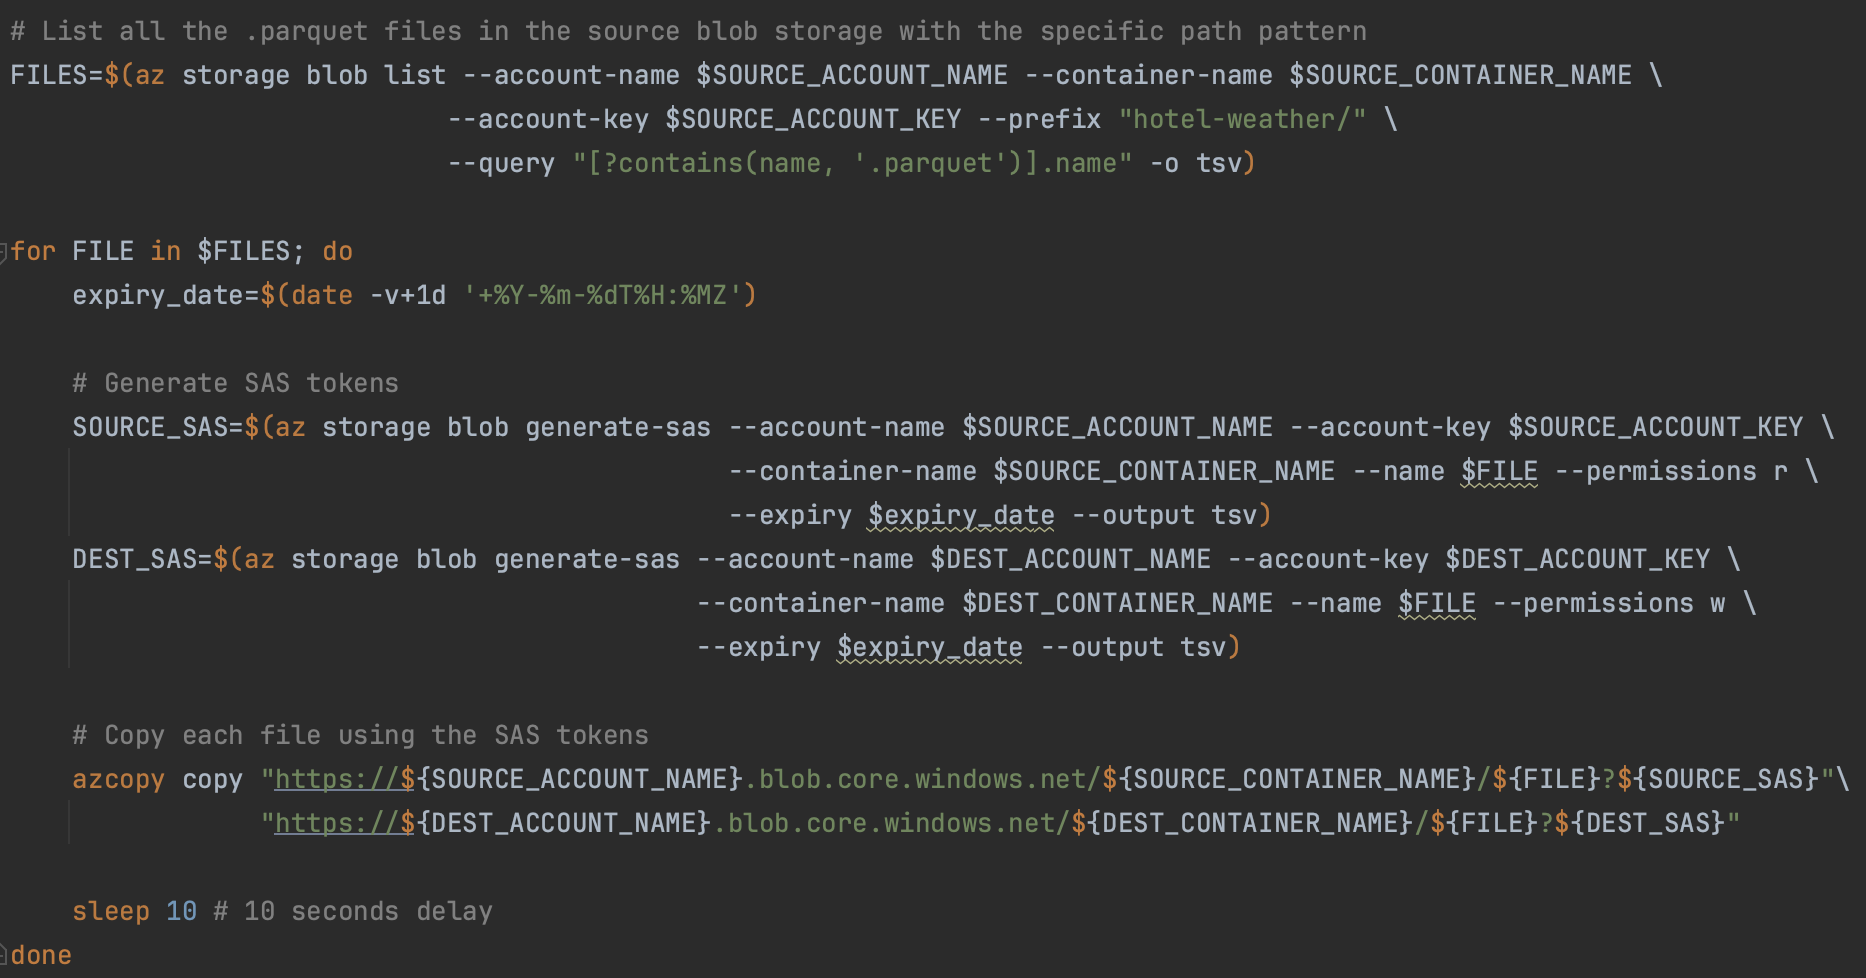 # List all the .parquet files in the source blob storage with the specific path pattern
FILES=$(az storage blob list --account-name $SOURCE_ACCOUNT_NAME --container-name $SOURCE_CONTAINER_NAME \
--account-key $SOURCE_ACCOUNT_KEY --prefix "hotel-weather/" \
--query "[?contains(name, '.parquet')].name" -o tsv)
for FILE in $FILES; do
expiry_date=$(date -v+1d '+%Y-%m-%dT%H:%MZ')
# Generate SAS tokens
SOURCE_SAS=$(az storage blob generate-sas --account-name $SOURCE_ACCOUNT_NAME --account-key $SOURCE_ACCOUNT_KEY \
--container-name $SOURCE_CONTAINER_NAME --name $FILE --permissions r \
--expiry $expiry_date --output tsv)
DEST_SAS=$(az storage blob generate-sas --account-name $DEST_ACCOUNT_NAME --account-key $DEST_ACCOUNT_KEY \
--container-name $DEST_CONTAINER_NAME --name $FILE --permissions w \
--expiry $expiry_date --output tsv)
# Copy each file using the SAS tokens
azcopy copy "https://${SOURCE_ACCOUNT_NAME}.blob.core.windows.net/${SOURCE_CONTAINER_NAME}/${FILE}?${SOURCE_SAS}"\
"https://${DEST_ACCOUNT_NAME}.blob.core.windows.net/${DEST_CONTAINER_NAME}/${FILE}?${DEST_SAS}"
sleep 10 # 10 seconds delay
done